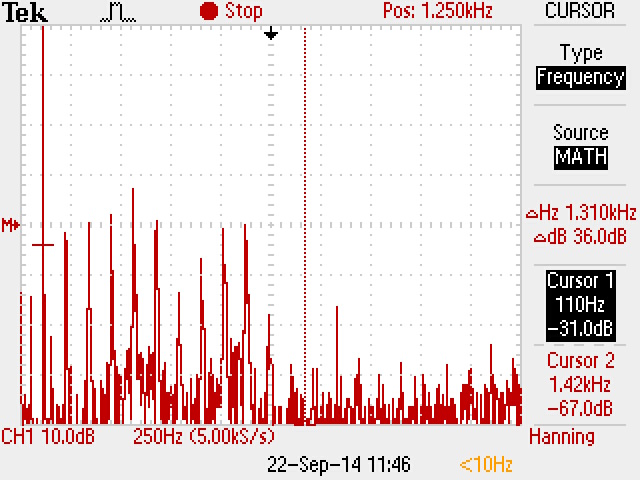 Tek Stop Pos: 1.250kHz CURSOR
Type
Frequency
Source
MATH
M
△Hz 1.310kHz
△dB 36.0dB
Cursor 1
110Hz
-31.0dB
Cursor 2
1.42kHz
-67.0dB
CH1 10.0dB 250Hz (5.00kS/s) Hanning
22-Sep-14 11:46 <10Hz